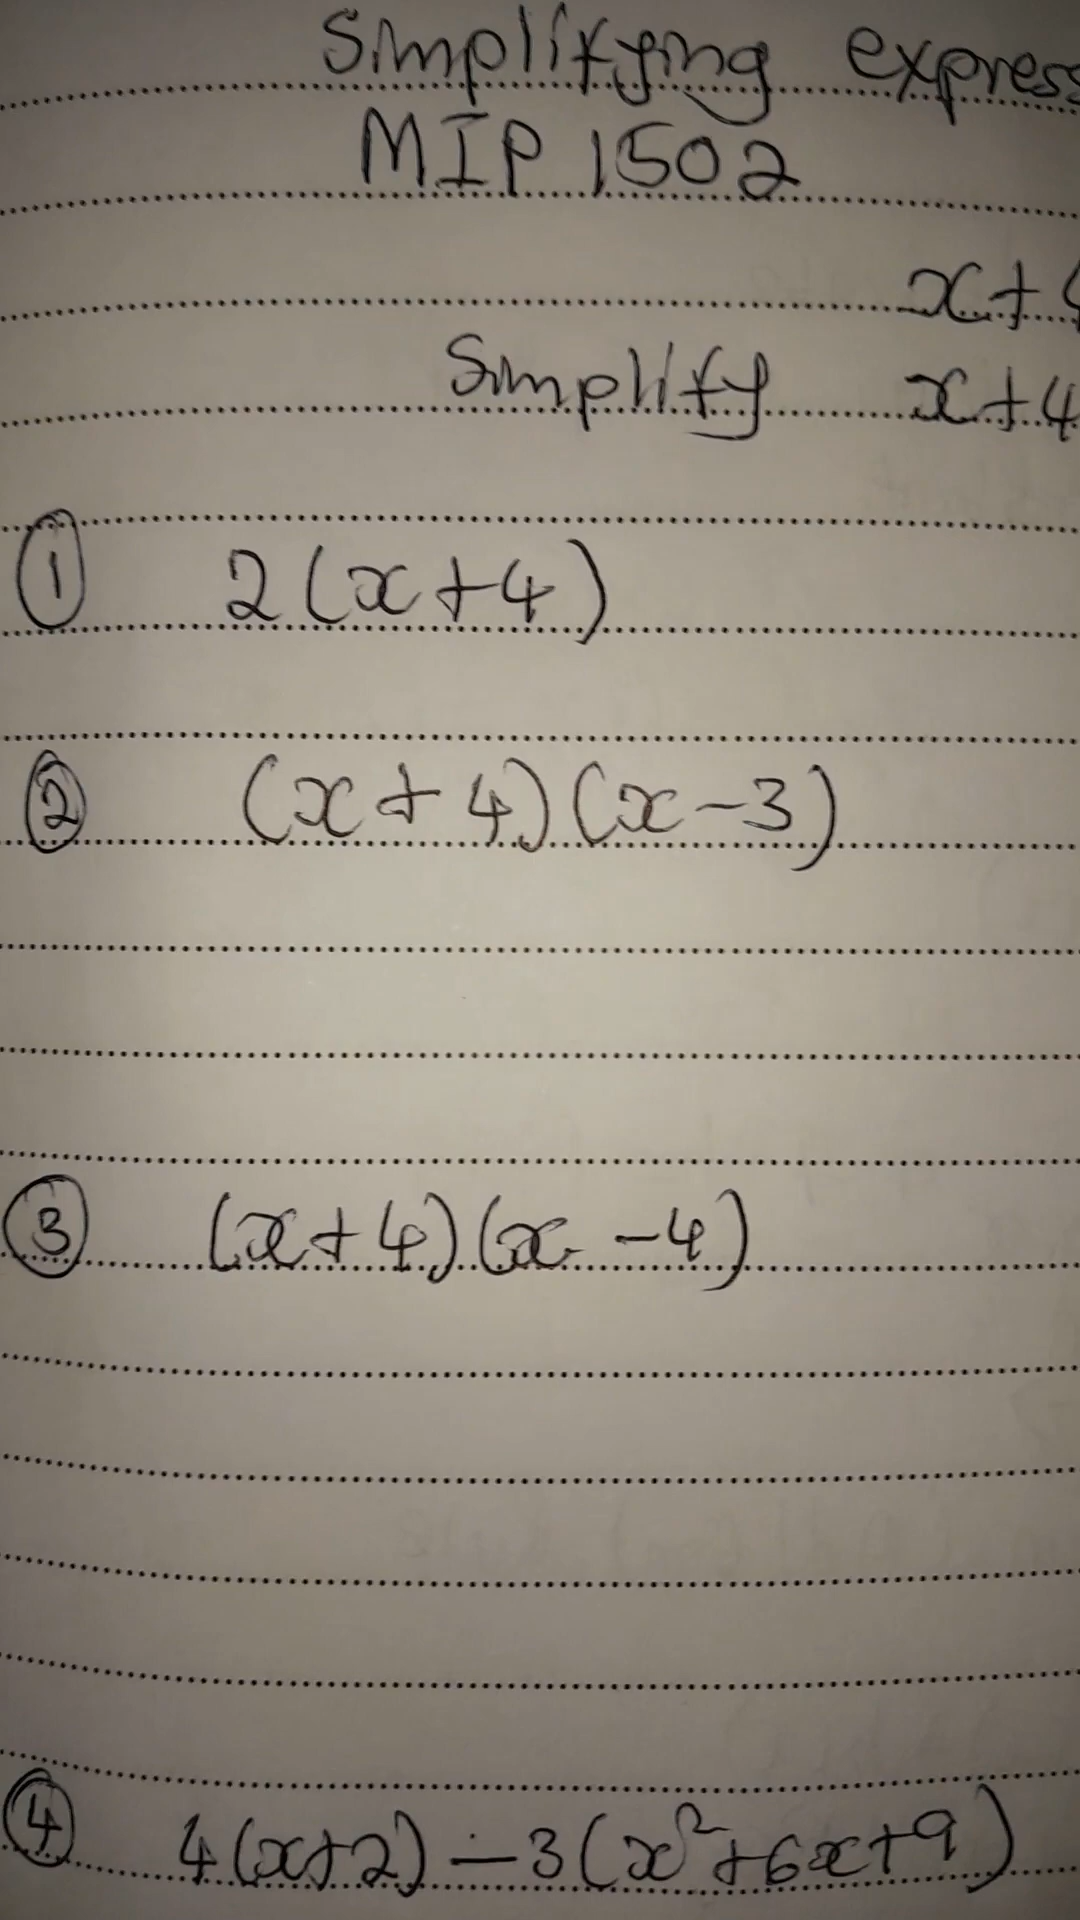 Simplifying express
MIP 1502
x+
Simplify x+4
① 2(x+4)
② (x+4)(x-3)
③ (x+4)(x-4)
④ 4(x+2)-3(x²+6x+9)